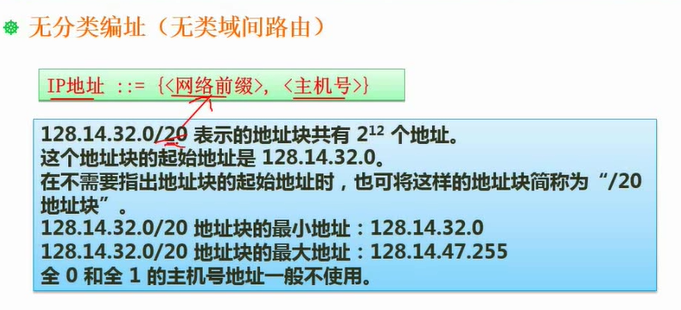 无分类编址（无类域间路由）
IP地址 ::= {<网络前缀>, <主机号>}
128.14.32.0/20 表示的地址块共有 2¹² 个地址。
这个地址块的起始地址是 128.14.32.0。
在不需要指出地址块的起始地址时，也可将这样的地址块简称为“/20
地址块”。
128.14.32.0/20 地址块的最小地址：128.14.32.0
128.14.32.0/20 地址块的最大地址：128.14.47.255
全 0 和全 1 的主机号地址一般不使用。